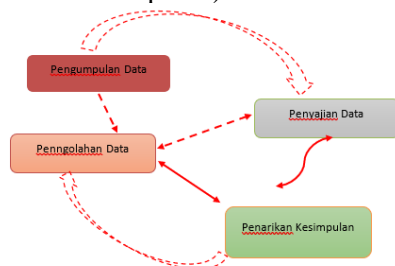 Pengumpulan Data
Penyajian Data
Penngolahan Data
Penarikan Kesimpulan